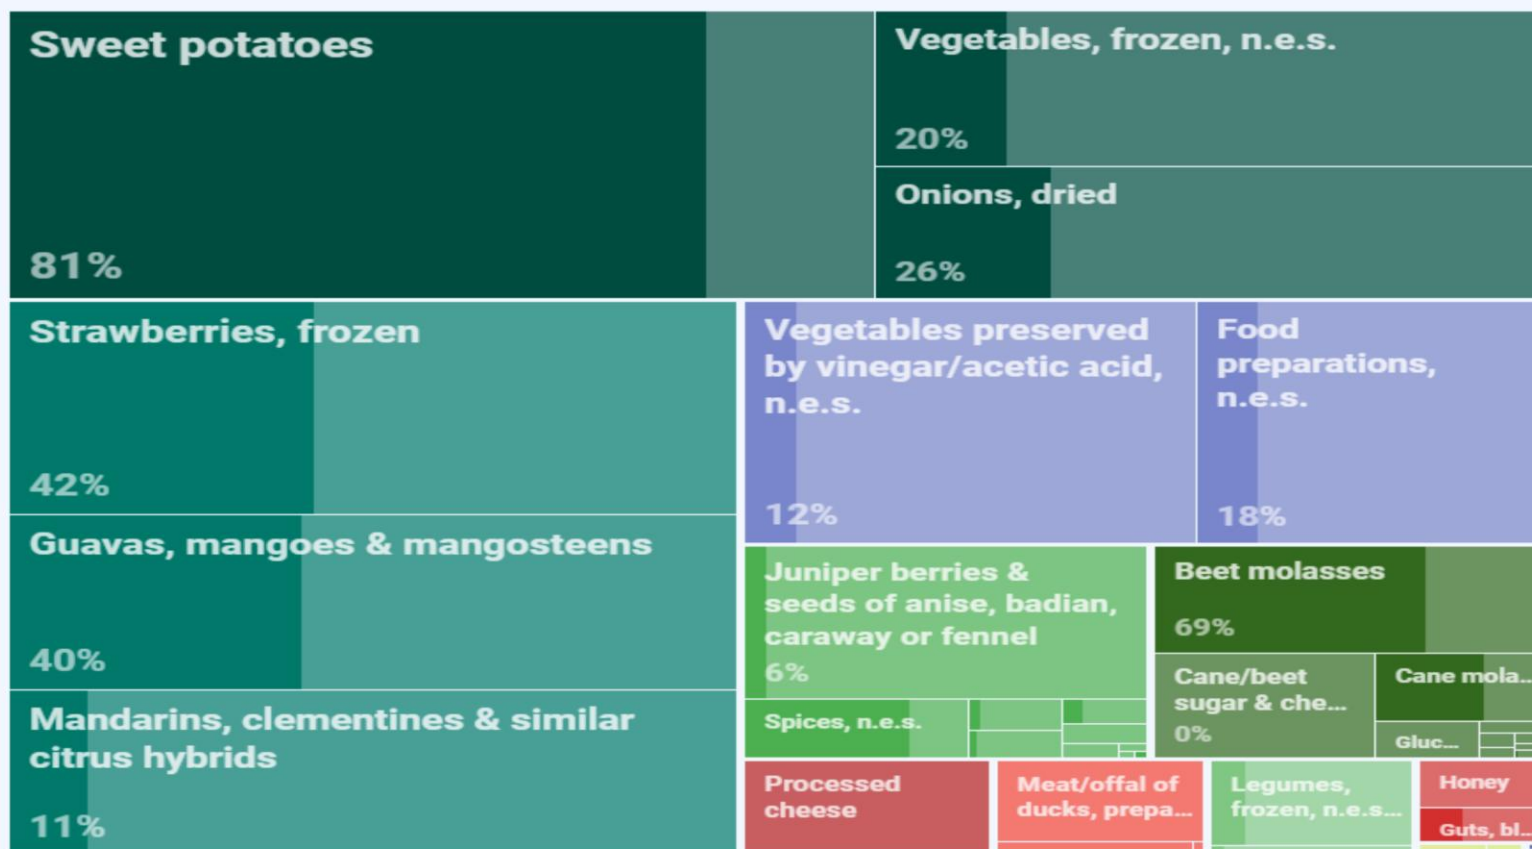 Sweet potatoes
81%
Vegetables, frozen, n.e.s.
20%
Onions, dried
26%
Strawberries, frozen
42%
Guavas, mangoes & mangosteens
40%
Mandarins, clementines & similar
citrus hybrids
11%
Vegetables preserved
by vinegar/acetic acid,
n.e.s.
12%
Food
preparations,
n.e.s.
18%
Juniper berries &
seeds of anise, badian,
caraway or fennel
6%
Spices, n.e.s.
Beet molasses
69%
Cane/beet
sugar & che...
0%
Cane mola...
Gluc...
Processed
cheese
Meat/offal of
ducks, prepa...
Legumes,
frozen, n.e.s...
Honey
Guts, bl...